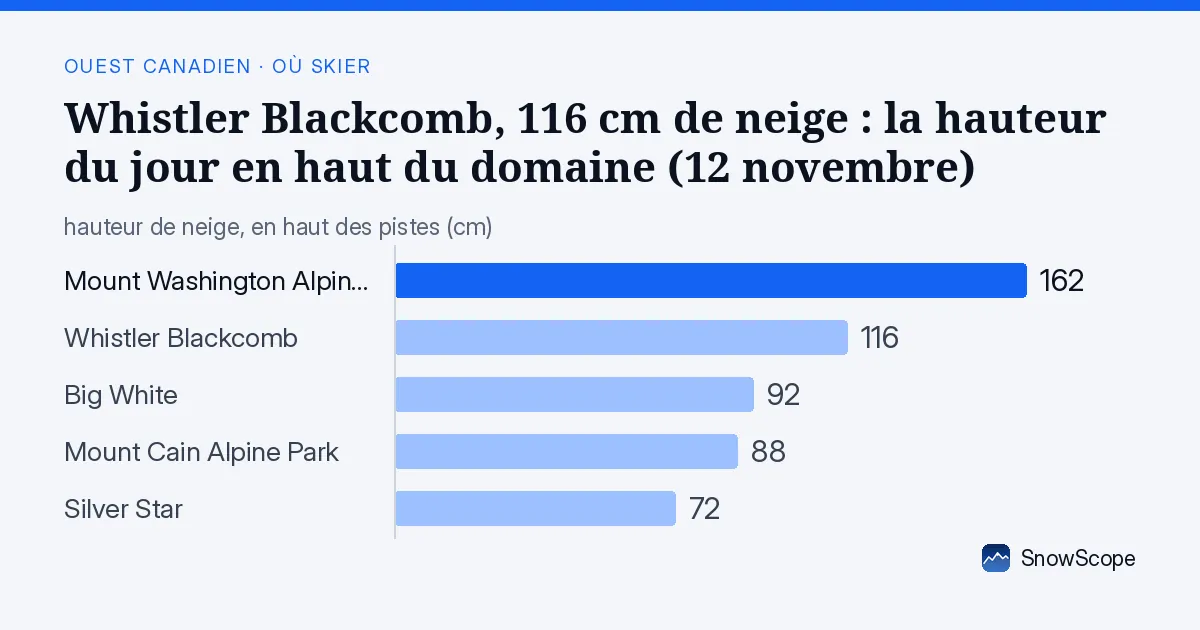 OUEST CANADIEN · OÙ SKIER
Whistler Blackcomb, 116 cm de neige : la hauteur
du jour en haut du domaine (12 novembre)
hauteur de neige, en haut des pistes (cm)
Mount Washington Alpin... 162
Whistler Blackcomb 116
Big White 92
Mount Cain Alpine Park 88
Silver Star 72
SnowScope